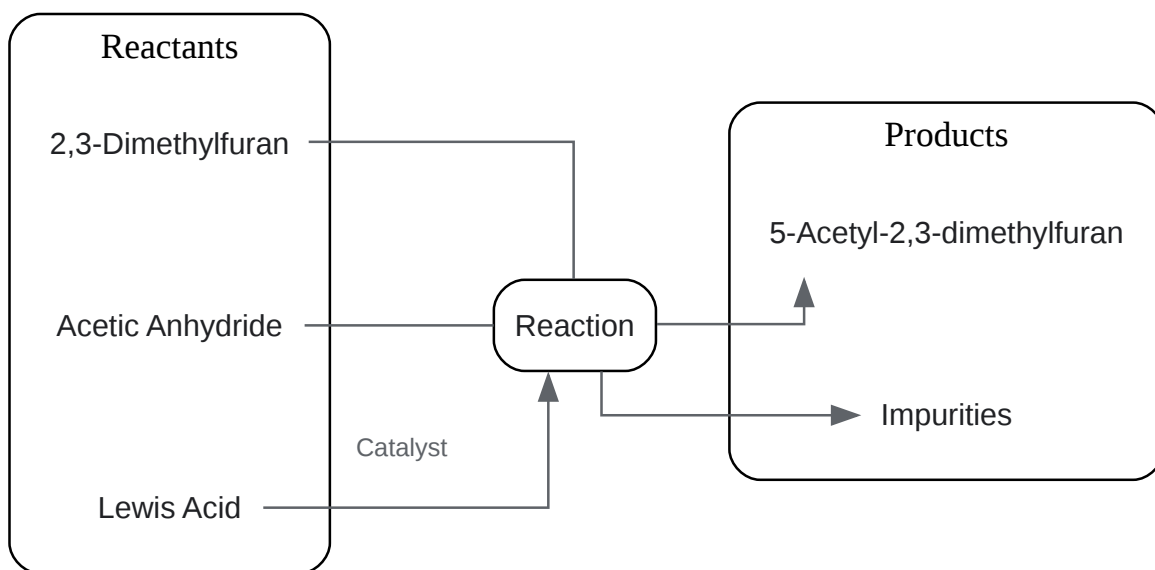 Reactants
2,3-Dimethylfuran
Acetic Anhydride
Catalyst
Lewis Acid
Reaction
Products
5-Acetyl-2,3-dimethylfuran
Impurities